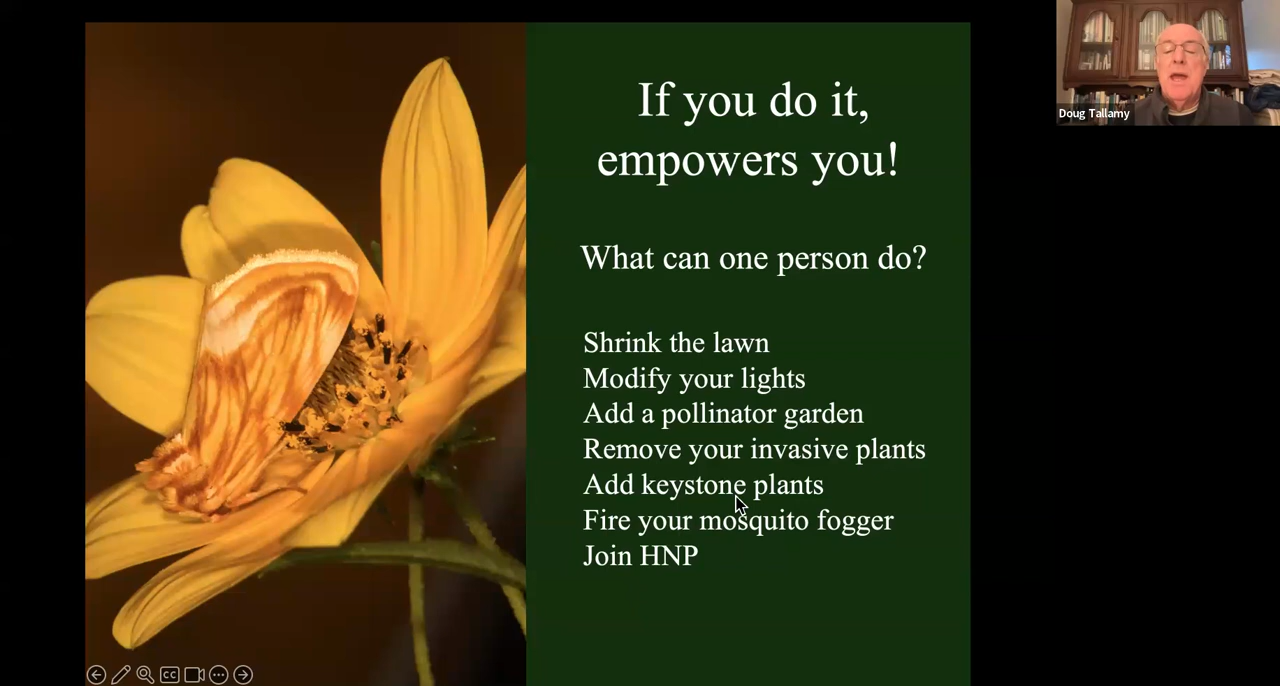 If you do it,
empowers you!
What can one person do?
Shrink the lawn
Modify your lights
Add a pollinator garden
Remove your invasive plants
Add keystone plants
Fire your mosquito fogger
Join HNP
Doug Tallamy
CC